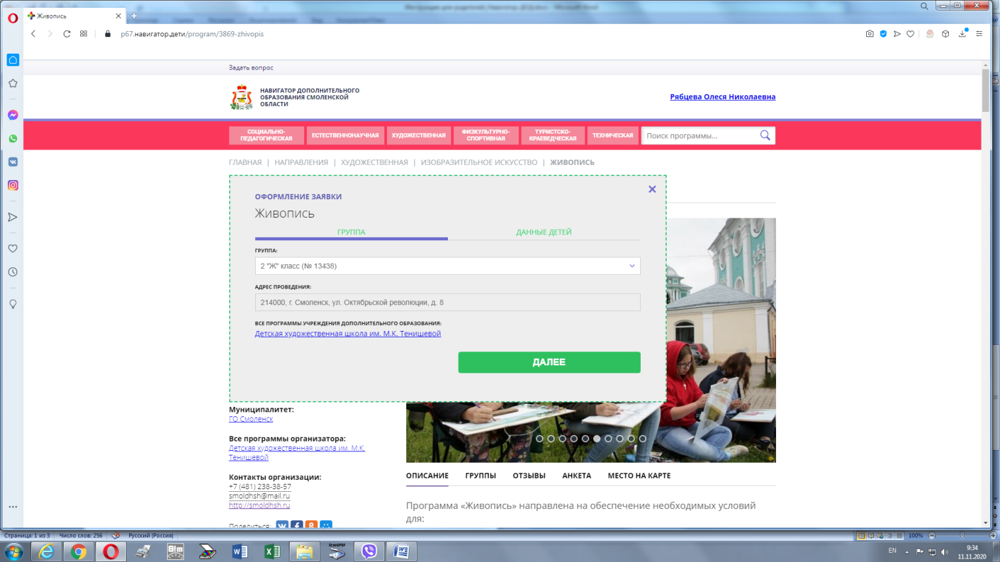 Живопись
p67.навигатор.дети/program/3869-zhivopis
Задать вопрос
НАВИГАТОР ДОПОЛНИТЕЛЬНОГО
ОБРАЗОВАНИЯ СМОЛЕНСКОЙ
ОБЛАСТИ
Рябцева Олеся Николаевна
СОЦИАЛЬНО-
ПЕДАГОГИЧЕСКАЯ
ЕСТЕСТВЕННОНАУЧНАЯ
ХУДОЖЕСТВЕННАЯ
ФИЗКУЛЬТУРНО-
СПОРТИВНАЯ
ТУРИСТСКО-
КРАЕВЕДЧЕСКАЯ
ТЕХНИЧЕСКАЯ
Поиск программы...
ГЛАВНАЯ | НАПРАВЛЕНИЯ | ХУДОЖЕСТВЕННАЯ | ИЗОБРАЗИТЕЛЬНОЕ ИСКУССТВО | ЖИВОПИСЬ
ОФОРМЛЕНИЕ ЗАЯВКИ
Живопись
ГРУППА
ДАННЫЕ ДЕТЕЙ
ГРУППА:
2 "Ж" класс (№ 13438)
АДРЕС ПРОВЕДЕНИЯ:
214000, г. Смоленск, ул. Октябрьской революции, д. 8
ВСЕ ПРОГРАММЫ УЧРЕЖДЕНИЯ ДОПОЛНИТЕЛЬНОГО ОБРАЗОВАНИЯ:
Детская художественная школа им. М.К. Тенишевой
ДАЛЕЕ
Муниципалитет:
ГО Смоленск
Все программы организатора:
Детская художественная школа им. М.К.
Тенишевой
Контакты организации:
+7 (481) 238-38-57
smoldhsh@mail.ru
http://smoldhsh.ru
Поделиться:
ОПИСАНИЕ
ГРУППЫ
ОТЗЫВЫ
АНКЕТА
МЕСТО НА КАРТЕ
Программа «Живопись» направлена на обеспечение необходимых условий
для:
Страница: 1 из 3
Число слов: 256
Русский (Россия)
100%
EN
9:34
11.11.2020